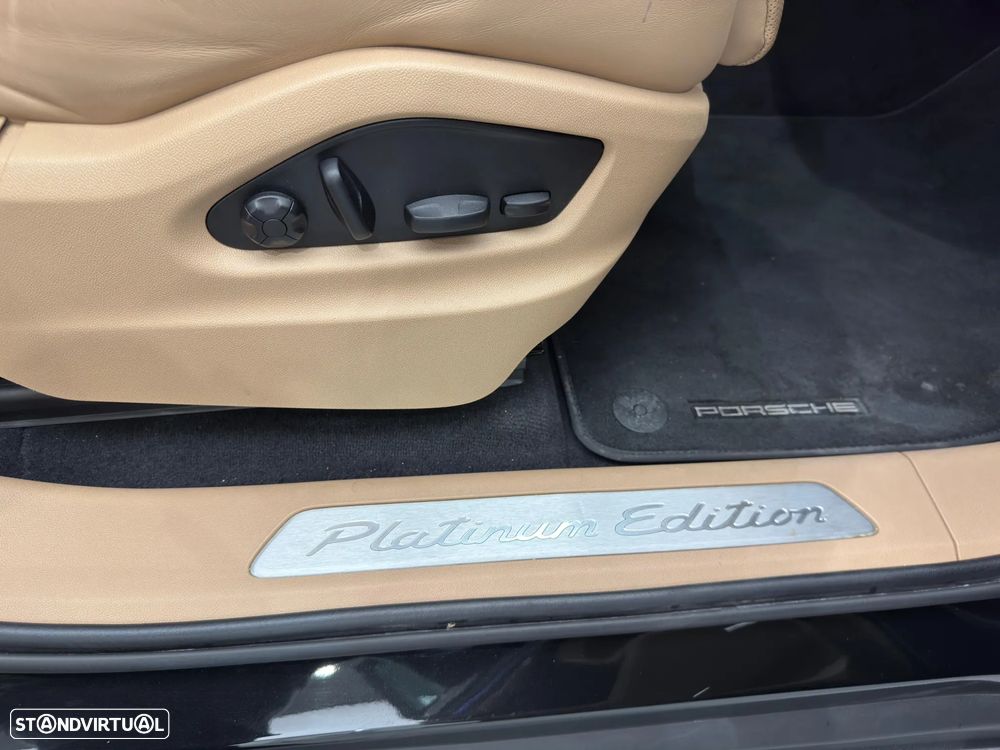 PORSCHE
Platinum Edition
STANDVIRTUAL